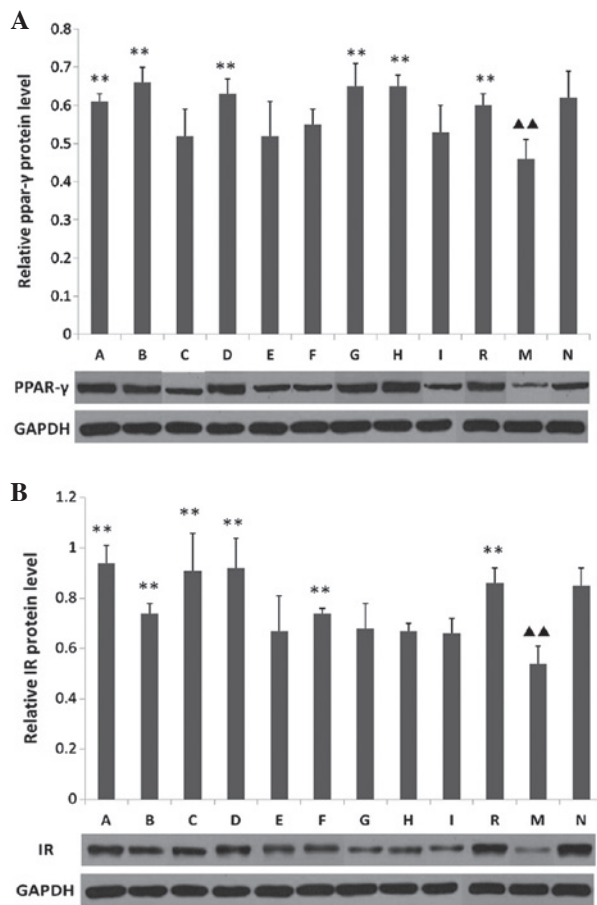 A
Relative ppar-γ protein level
0.8
0.7
0.6
0.5
0.4
0.3
0.2
0.1
0
** ** ** ** ** ** ▲▲
A B C D E F G H I R M N
PPAR-γ
GAPDH
B
Relative IR protein level
1.2
1
0.8
0.6
0.4
0.2
0
** ** ** ** ** ** ▲▲
A B C D E F G H I R M N
IR
GAPDH